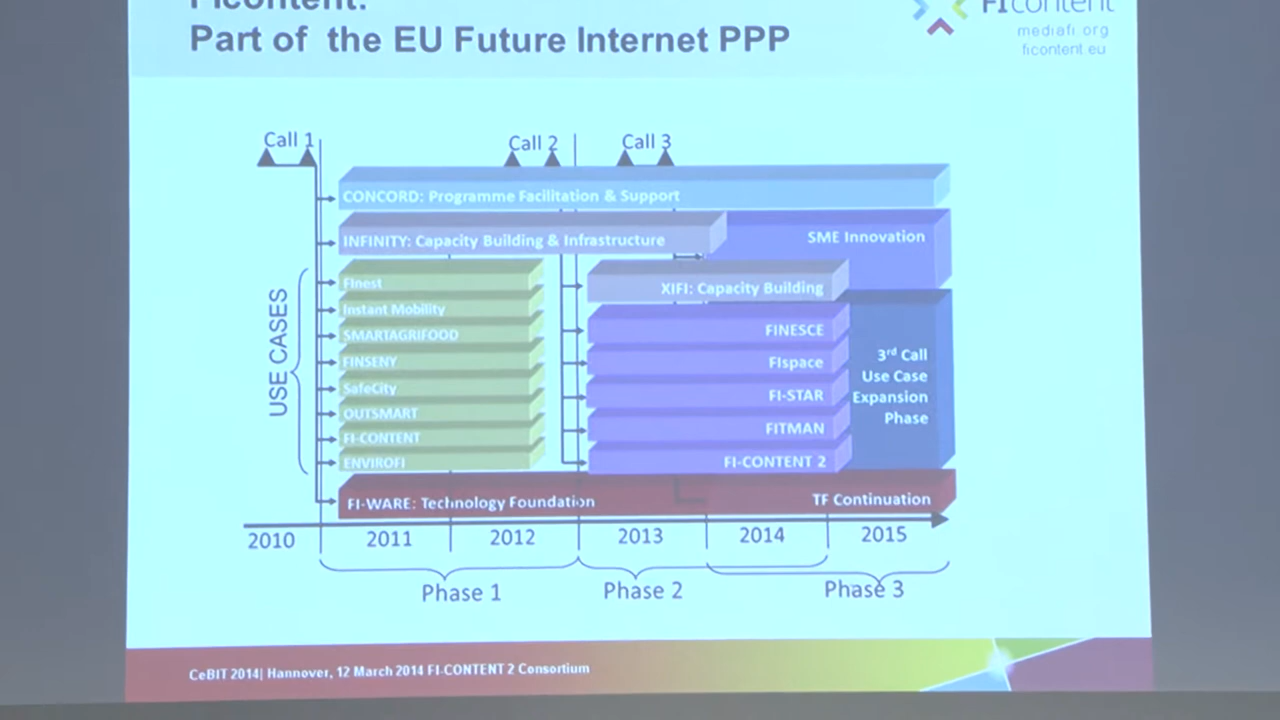 FIcontent:
Part of the EU Future Internet PPP
FIcontent
mediafi.org
ficontent.eu
Call 1
Call 2
Call 3
CONCORD: Programme Facilitation & Support
INFINITY: Capacity Building & Infrastructure
SME Innovation
USE CASES
FInest
Instant Mobility
SMARTAGRIFOOD
FINSENY
SafeCity
OUTSMART
FI-CONTENT
ENVIROFI
XIFI: Capacity Building
FINESCE
FIspace
FI-STAR
FITMAN
FI-CONTENT 2
3rd Call
Use Case
Expansion
Phase
FI-WARE: Technology Foundation
TF Continuation
2010
2011
2012
2013
2014
2015
Phase 1
Phase 2
Phase 3
CeBIT 2014| Hannover, 12 March 2014 FI-CONTENT 2 Consortium